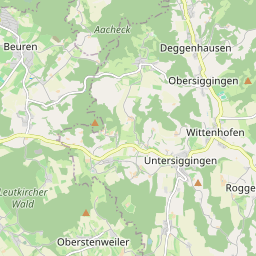 Aacheck
Beuren
Deggenhausen
Obersiggingen
Wittenhofen
Untersiggingen
Leutkircher
Wald
Rogge
Oberstenweiler